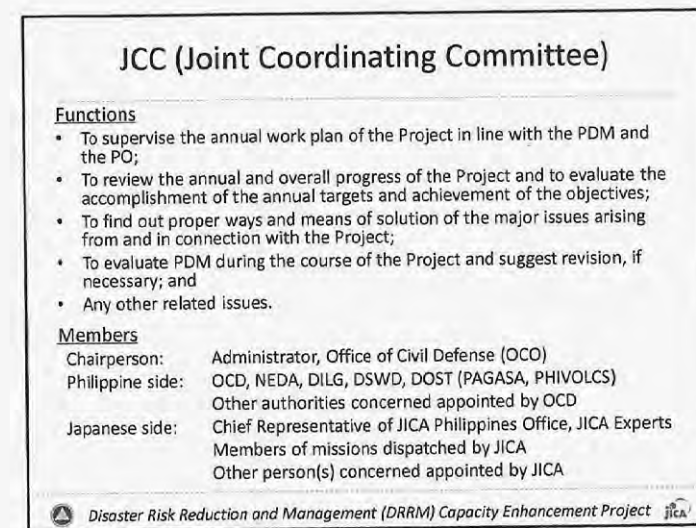 JCC (Joint Coordinating Committee)
Functions
• To supervise the annual work plan of the Project in line with the PDM and
the PO;
• To review the annual and overall progress of the Project and to evaluate the
accomplishment of the annual targets and achievement of the objectives;
• To find out proper ways and means of solution of the major issues arising
from and in connection with the Project;
• To evaluate PDM during the course of the Project and suggest revision, if
necessary; and
• Any other related issues.
Members
Chairperson: Administrator, Office of Civil Defense (OCO)
Philippine side: OCD, NEDA, DILG, DSWD, DOST (PAGASA, PHIVOLCS)
Other authorities concerned appointed by OCD
Japanese side: Chief Representative of JICA Philippines Office, JICA Experts
Members of missions dispatched by JICA
Other person(s) concerned appointed by JICA
Disaster Risk Reduction and Management (DRRM) Capacity Enhancement Project jica